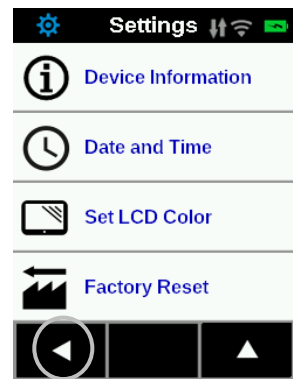 Settings
Device Information
Date and Time
Set LCD Color
Factory Reset